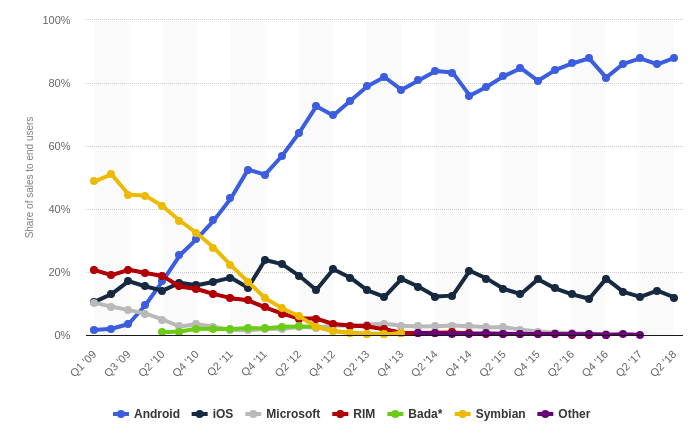 100%
80%
60%
40%
20%
0%
Share of sales to end users
Q1 '09
Q3 '09
Q2 '10
Q4 '10
Q2 '11
Q4 '11
Q2 '12
Q4 '12
Q2 '13
Q4 '13
Q2 '14
Q4 '14
Q2 '15
Q4 '15
Q2 '16
Q4 '16
Q2 '17
Q2 '18
Android iOS Microsoft RIM Bada* Symbian Other